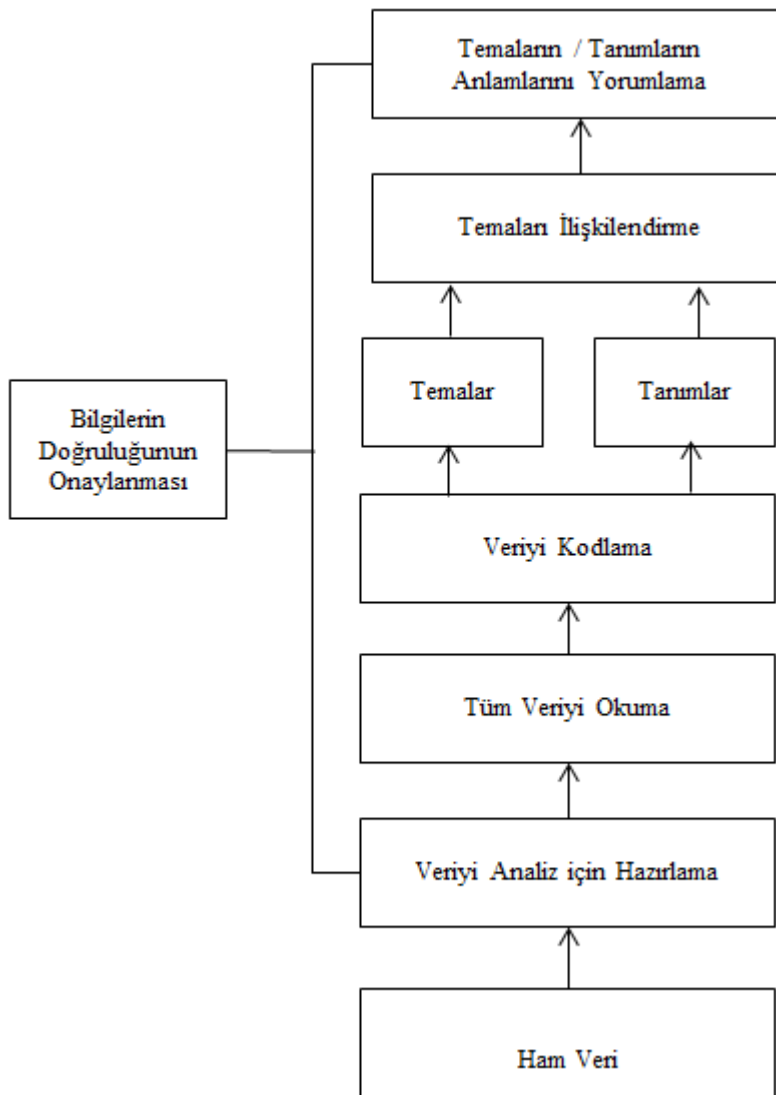 Temaların / Tanımların
Anlamlarını Yorumlama
Temaları İlişkilendirme
Temalar
Tanımlar
Bilgilerin
Doğruluğunun
Onaylanması
Veriyi Kodlama
Tüm Veriyi Okuma
Veriyi Analiz için Hazırlama
Ham Veri